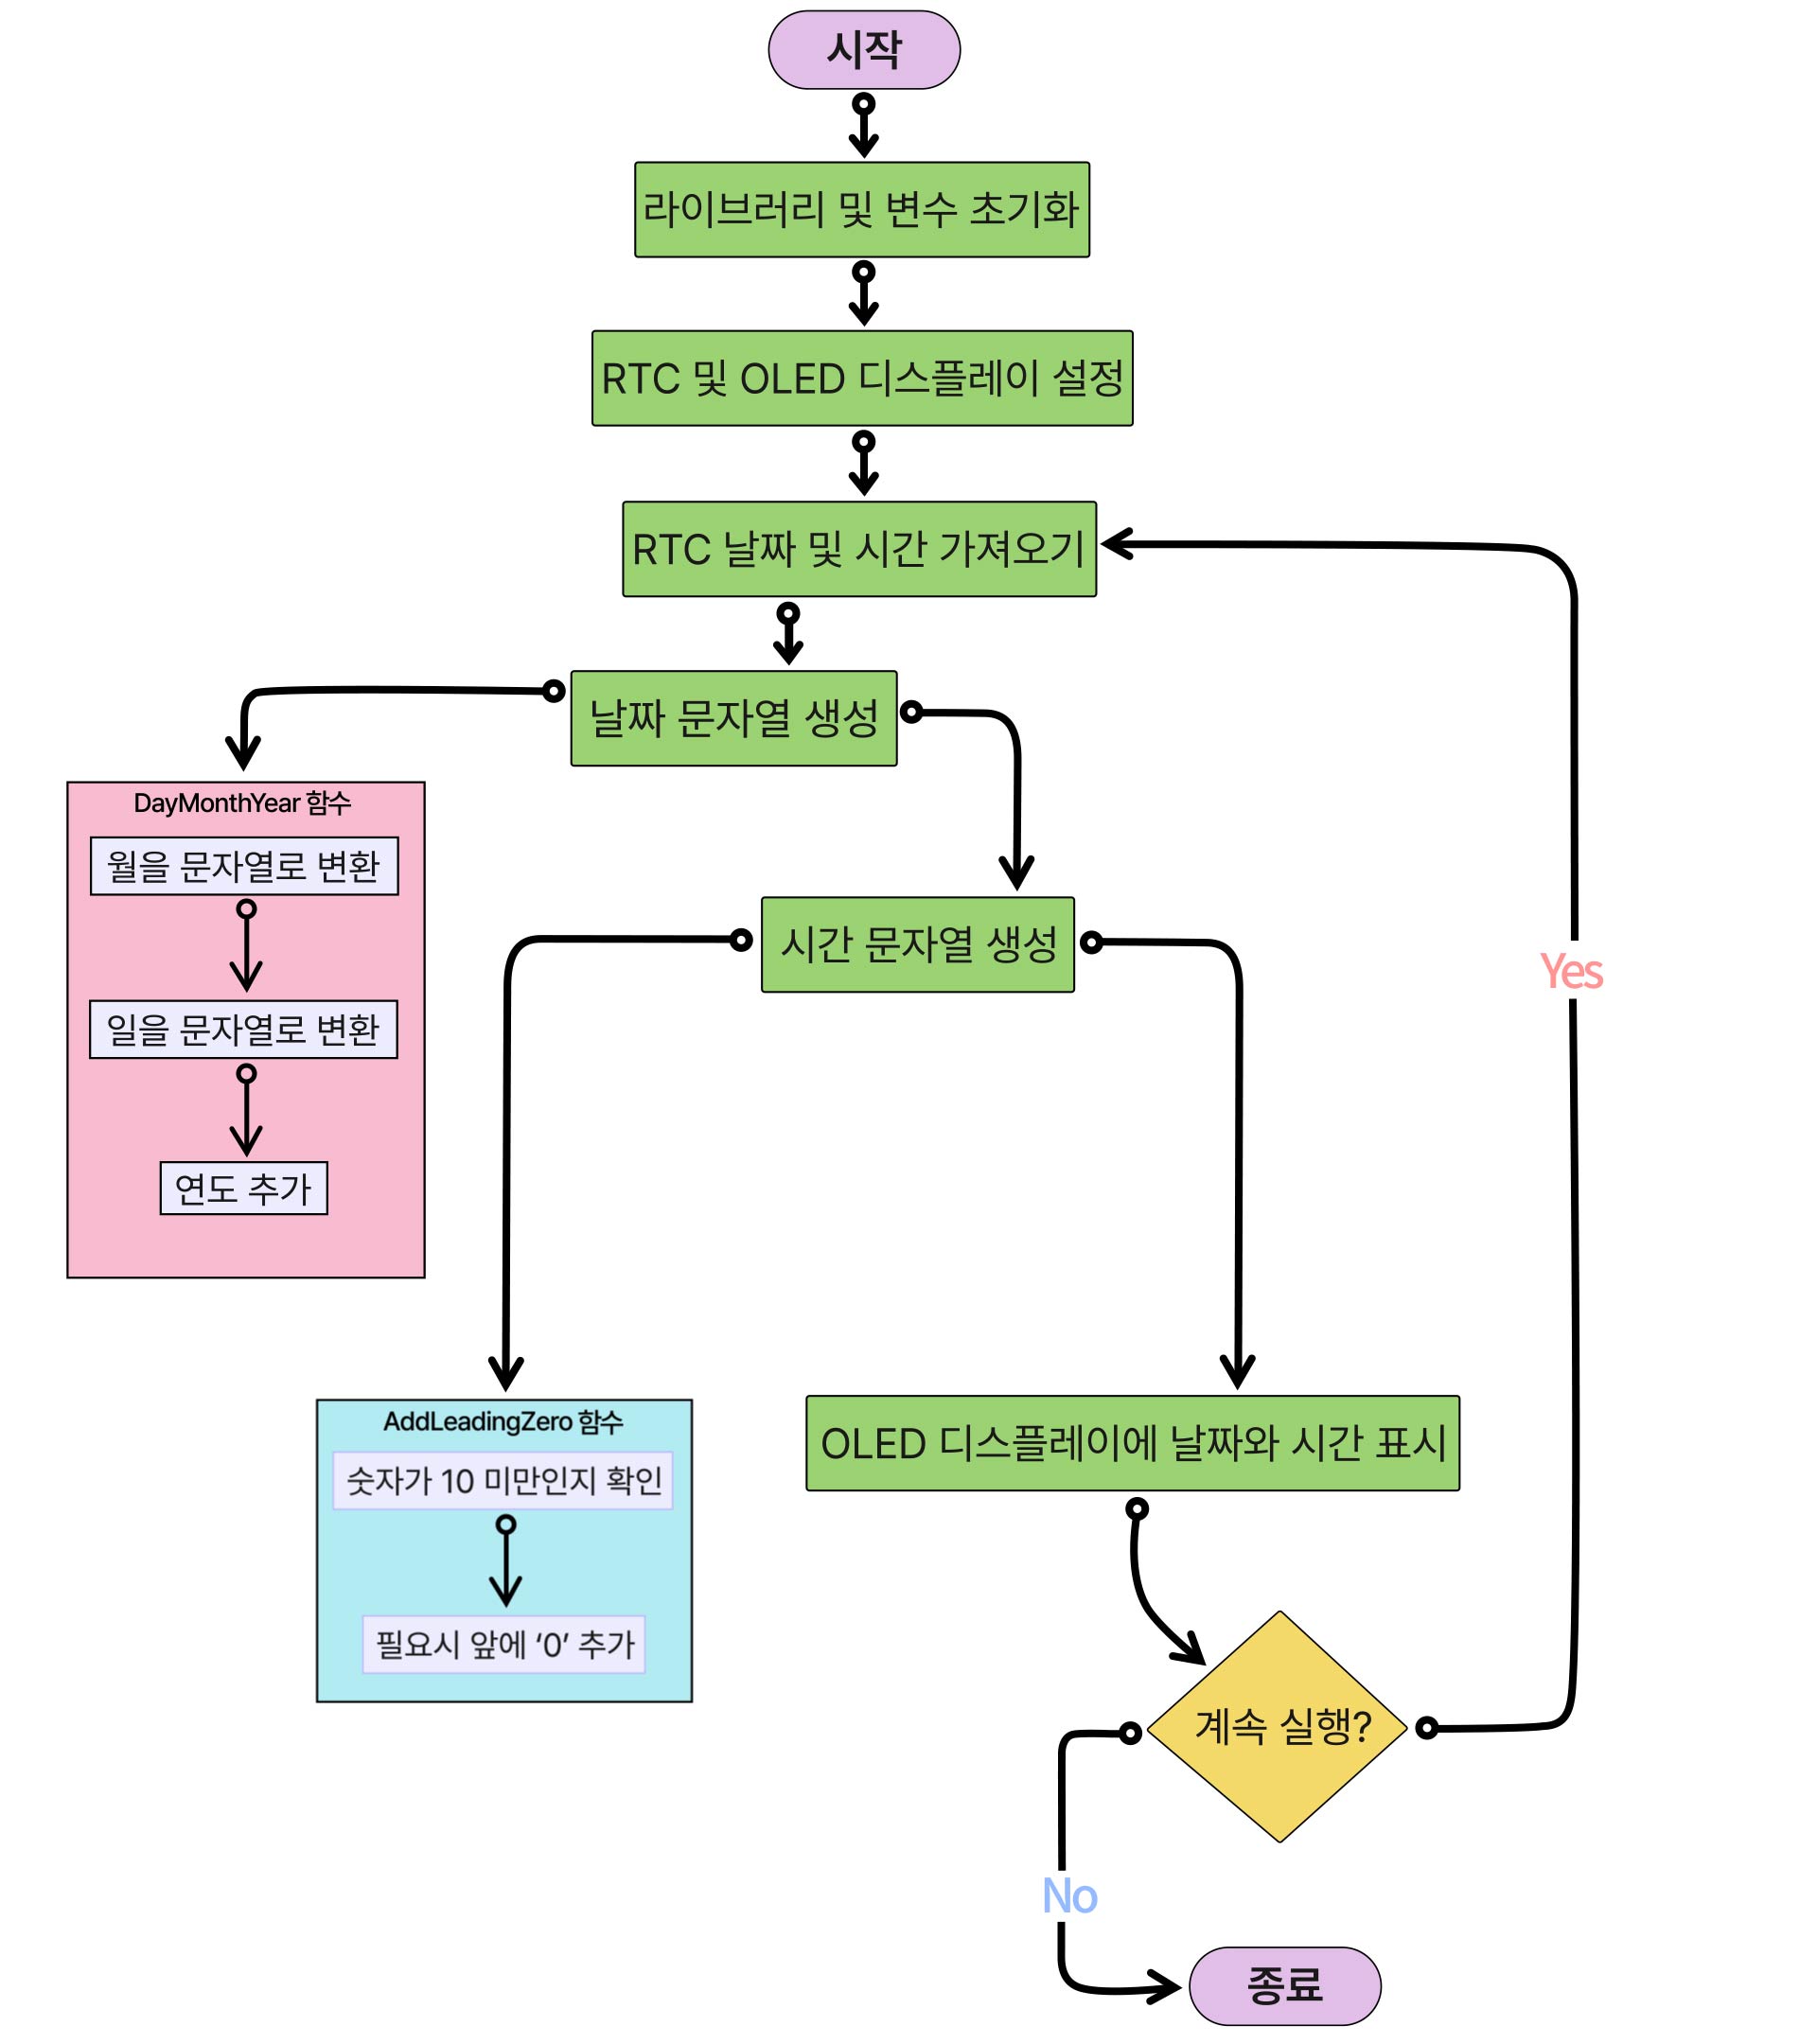 시작
라이브러리 및 변수 초기화
RTC 및 OLED 디스플레이 설정
RTC 날짜 및 시간 가져오기
날짜 문자열 생성
DayMonthYear 함수
월을 문자열로 변환
일을 문자열로 변환
연도 추가
시간 문자열 생성
Yes
AddLeadingZero 함수
숫자가 10 미만인지 확인
필요시 앞에 ‘0’ 추가
OLED 디스플레이에 날짜와 시간 표시
계속 실행?
No
종료